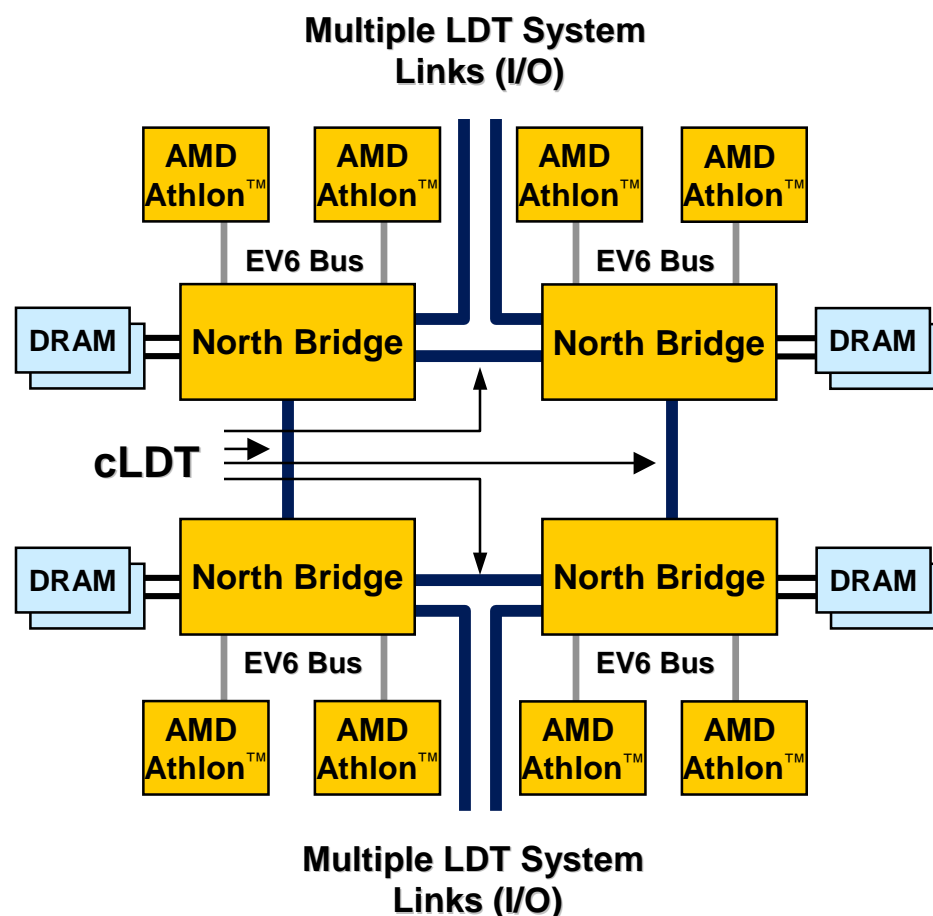 Multiple LDT System
Links (I/O)
AMD
Athlon™
AMD
Athlon™
AMD
Athlon™
AMD
Athlon™
EV6 Bus
EV6 Bus
DRAM
North Bridge
North Bridge
DRAM
cLDT
DRAM
North Bridge
North Bridge
DRAM
EV6 Bus
EV6 Bus
AMD
Athlon™
AMD
Athlon™
AMD
Athlon™
AMD
Athlon™
Multiple LDT System
Links (I/O)